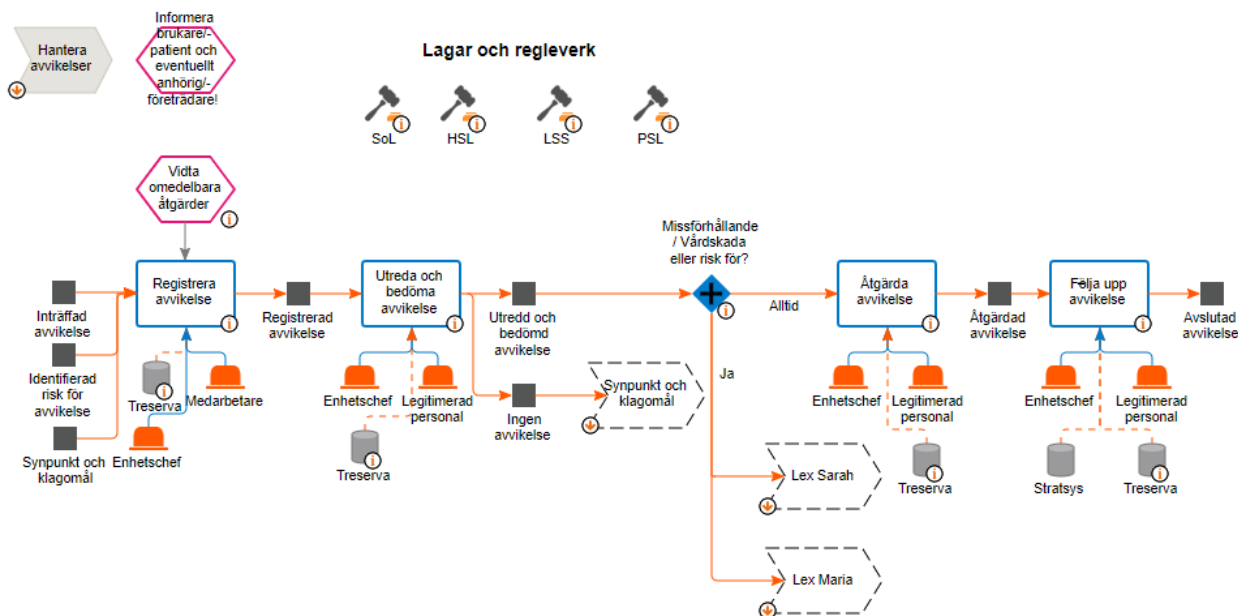 Hantera
avvikelser
Informera
brukare/-
patient och
eventuellt
anhörig/-
företrädare!
Lagar och regleverk
SoL
HSL
LSS
PSL
Vidta
omedelbara
åtgärder
Missförhållande
/ Vårdskada
eller risk för?
Registrera
avvikelse
Utreda och
bedöma
avvikelse
Åtgärda
avvikelse
Följa upp
avvikelse
Inträffad
avvikelse
Registrerad
avvikelse
Utredd och
bedömd
avvikelse
Alltid
Åtgärdad
avvikelse
Avslutad
avvikelse
Identifierad
risk för
avvikelse
Treserva
Medarbetare
Enhetschef
Legitimerad
personal
Synpunkt och
klagomål
Ja
Enhetschef
Legitimerad
personal
Enhetschef
Legitimerad
personal
Synpunkt och
klagomål
Enhetschef
Ingen
avvikelse
Treserva
Lex Sarah
Treserva
Stratsys
Treserva
Lex Maria